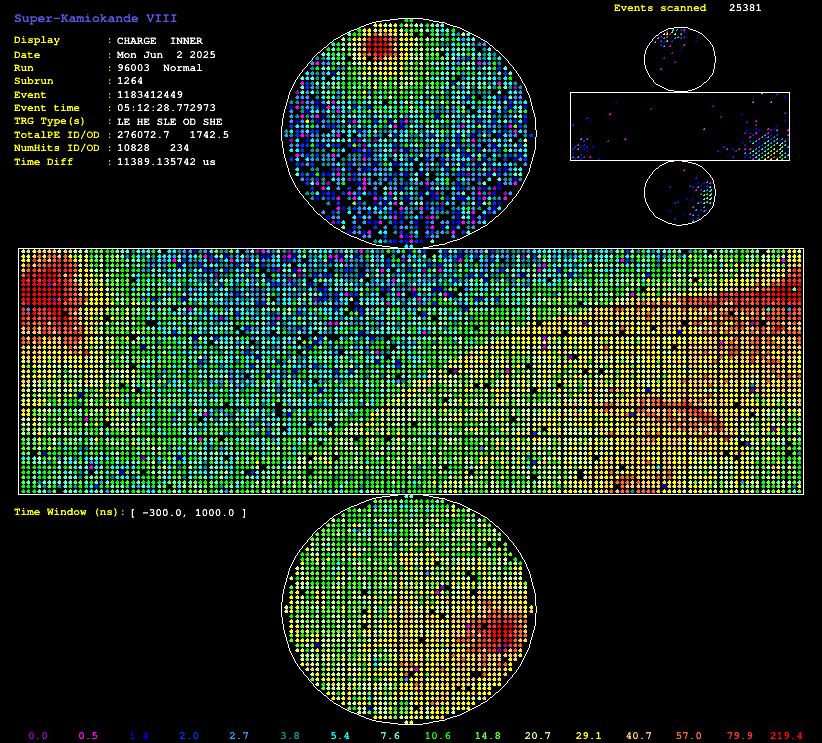 Super-Kamiokande VIII
Events scanned 25381
Display : CHARGE INNER
Date : Mon Jun 2 2025
Run : 96003 Normal
Subrun : 1264
Event : 1183412449
Event time : 05:12:28.772973
TRG Type(s) : LE HE SLE OD SHE
TotalPE ID/OD : 276072.7 1742.5
NumHits ID/OD : 10828 234
Time Diff : 11389.135742 us
Time Window (ns): [ -300.0, 1000.0 ]
0.0 0.5 1.4 2.0 2.7 3.8 5.4 7.6 10.6 14.8 20.7 29.1 40.7 57.0 79.9 219.4